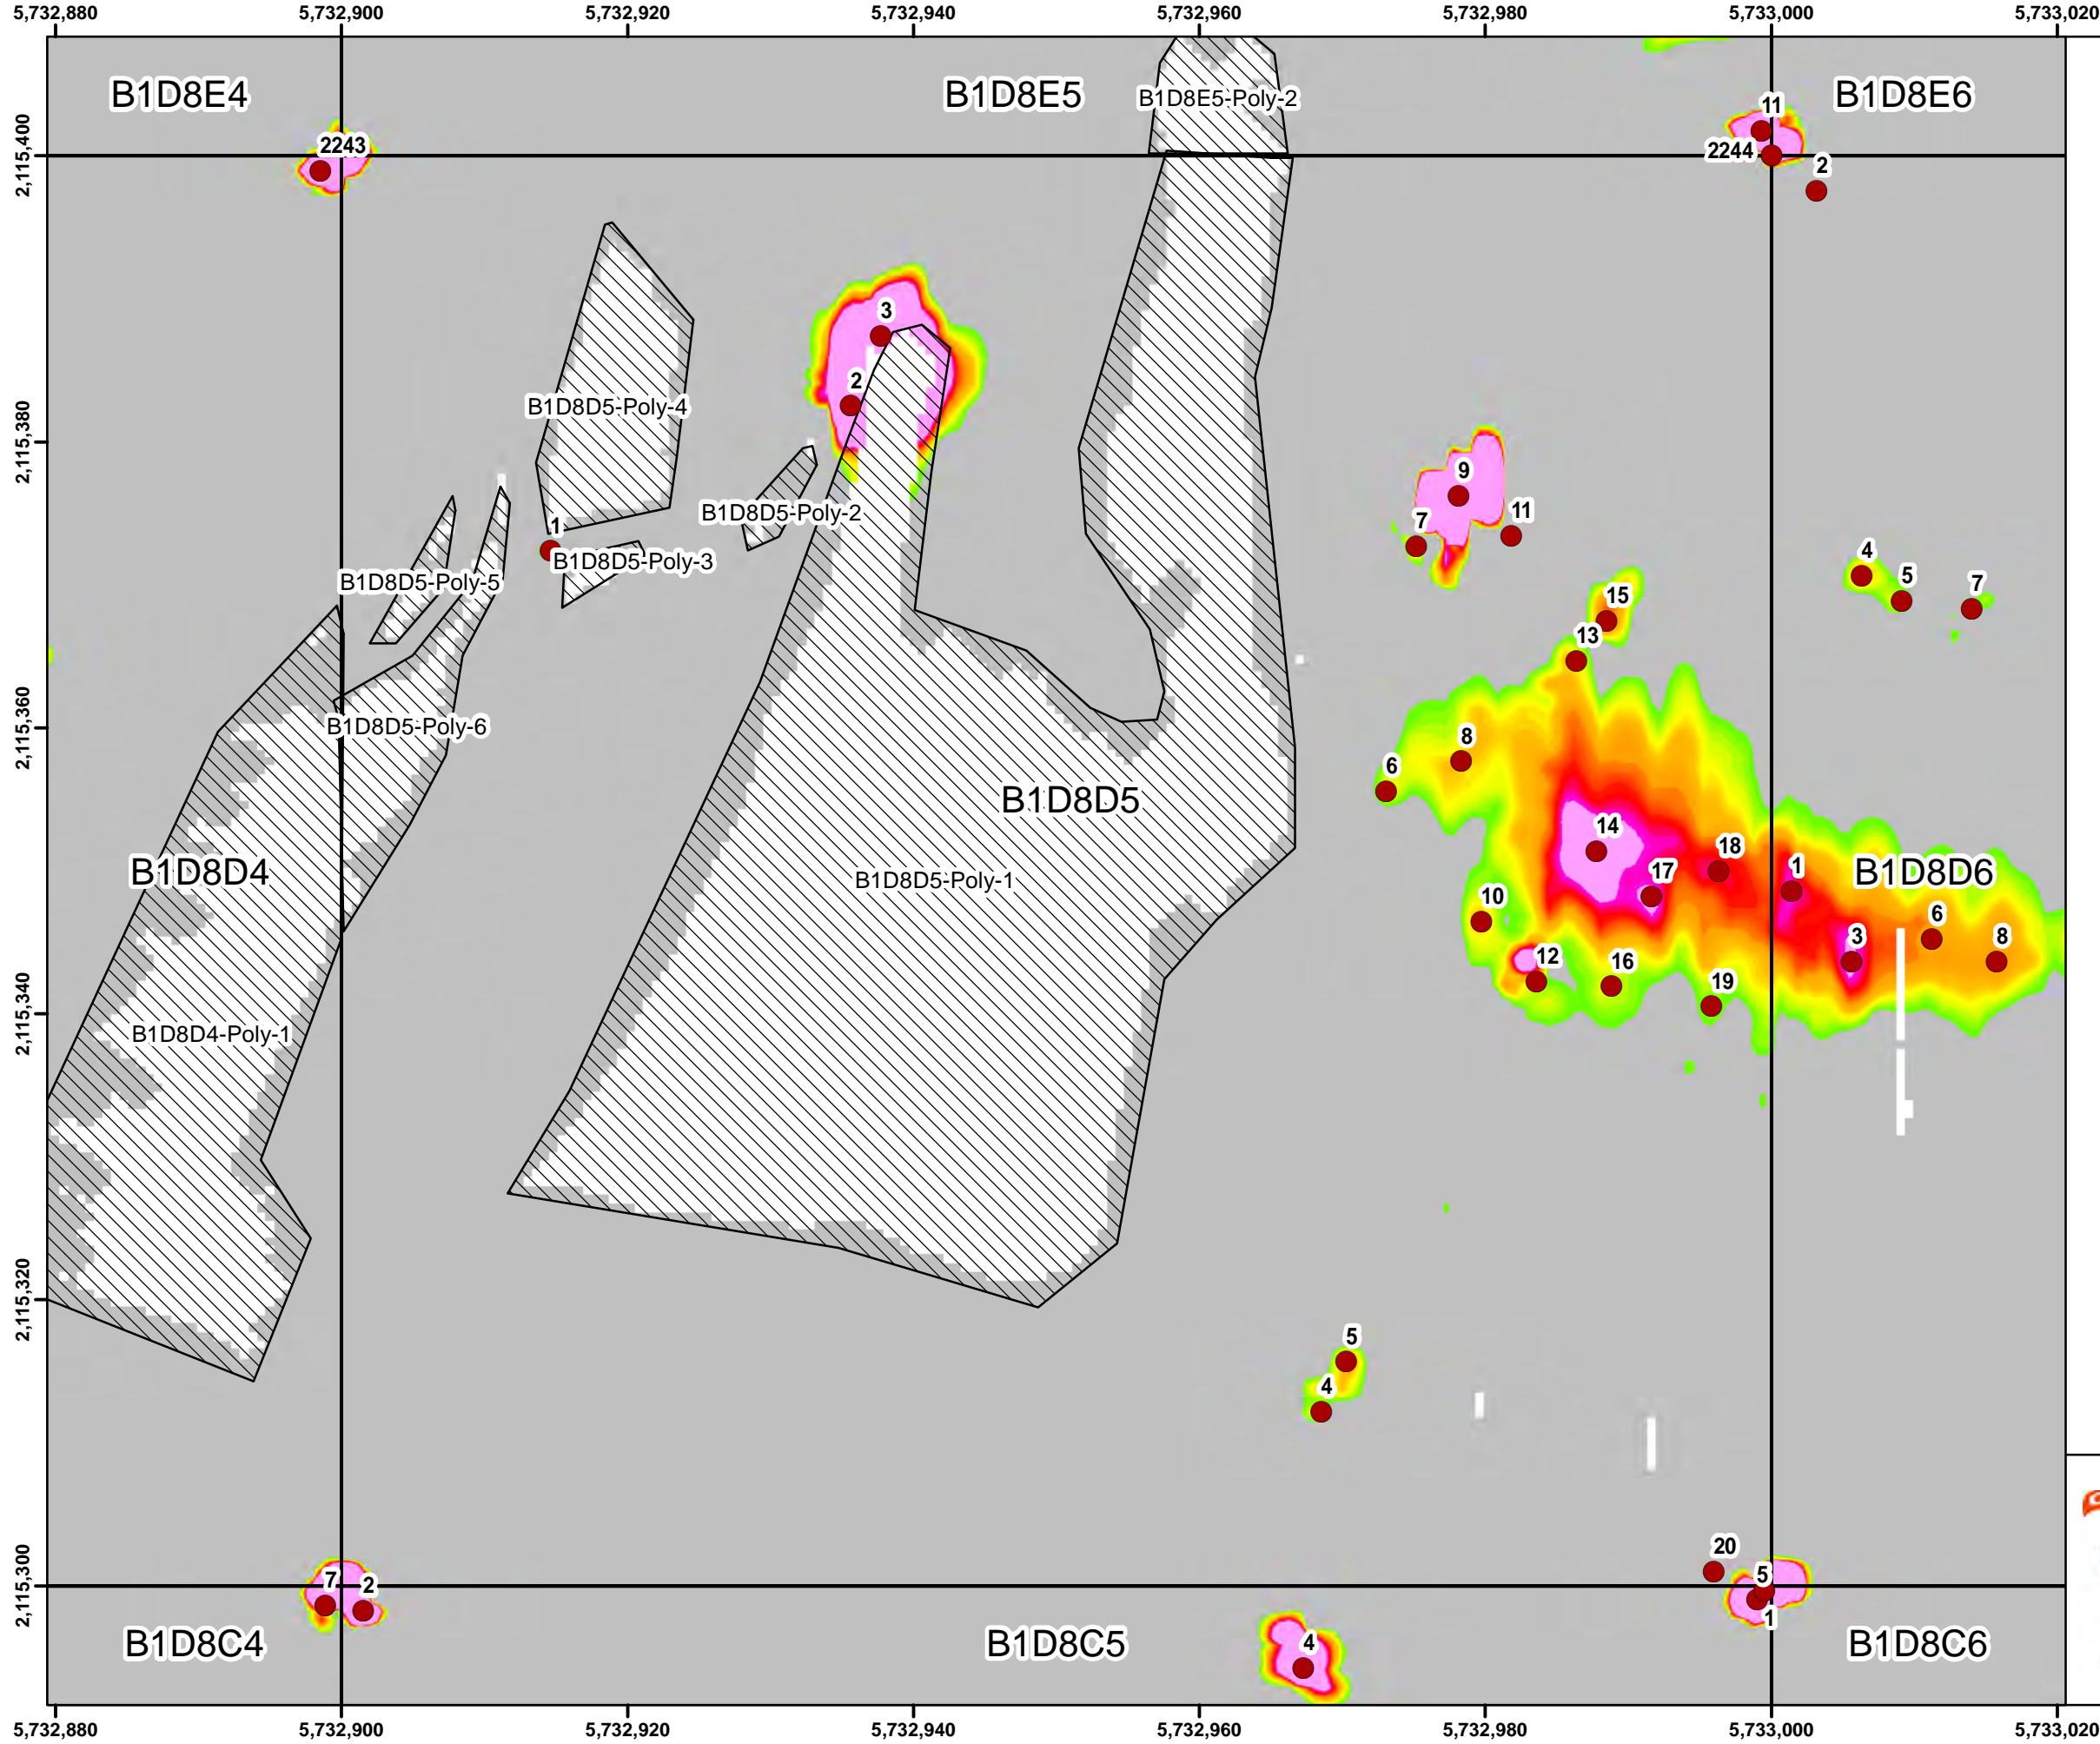 5,732,880 5,732,900 5,732,920 5,732,940 5,732,960 5,732,980 5,733,000 5,733,020
B1D8E4 B1D8E5 B1D8E5-Poly-2 B1D8E6
11
2,115,400
2243 2244
2
3
2
2,115,380
B1D8D5-Poly-4
9
B1D8D5-Poly-2
7 11
1
B1D8D5-Poly-3
B1D8D5-Poly-5
4 5 7
15
13
2,115,360
B1D8D5-Poly-6
8
6
B1D8D5
14
18
17
1
B1D8D4
B1D8D6
B1D8D5-Poly-1
10
6
3 8
12 16
19
2,115,340
B1D8D4-Poly-1
2,115,320
5
4
20
2,115,300
7 2
5
1
B1D8C4 B1D8C5 B1D8C6
4
5,732,880 5,732,900 5,732,920 5,732,940 5,732,960 5,732,980 5,733,000 5,733,020